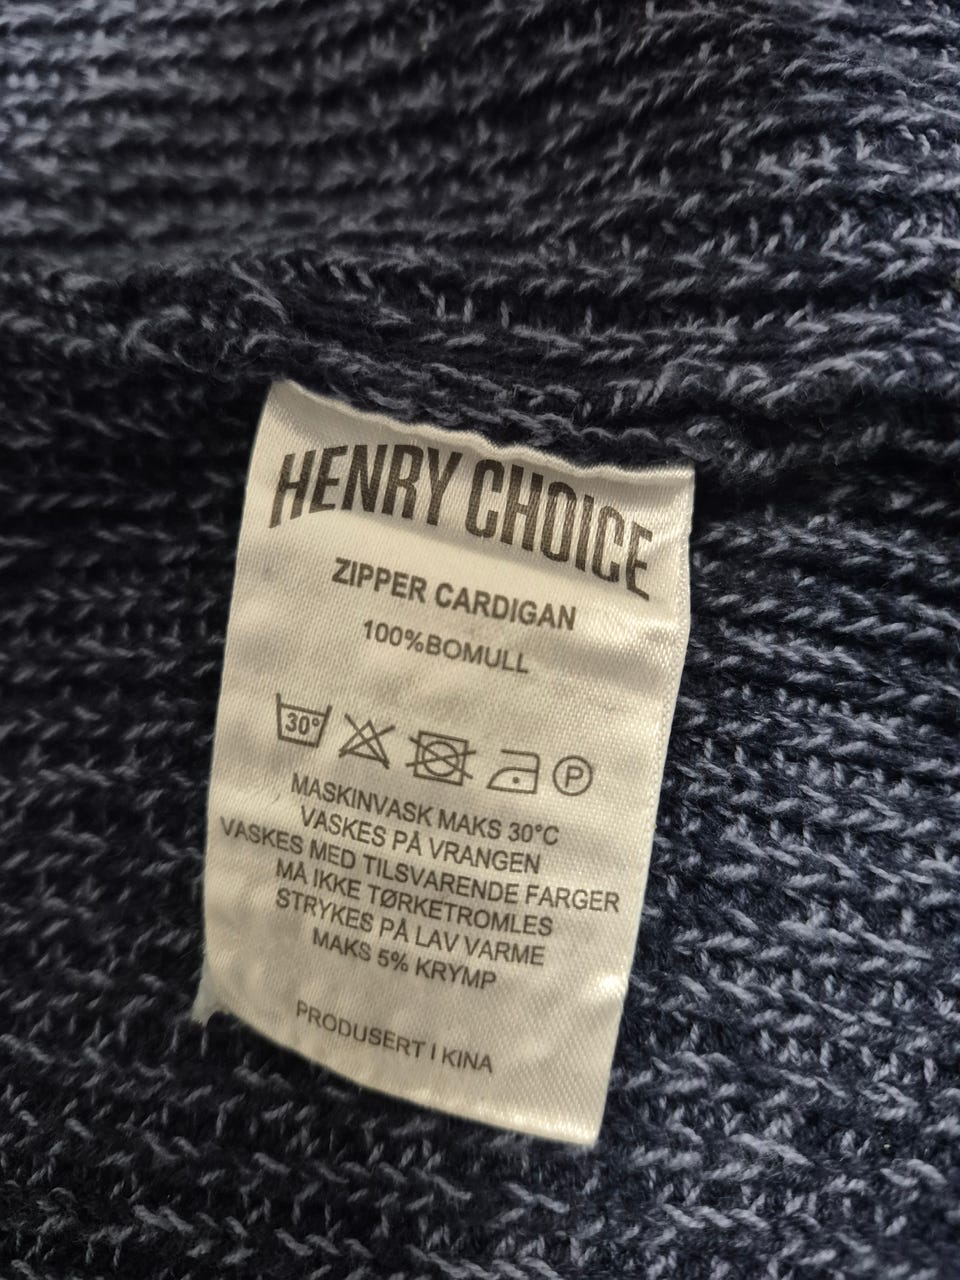 HENRY CHOICE
ZIPPER CARDIGAN
100%BOMULL
30°
P
MASKINVASK MAKS 30°C
VASKES PÅ VRANGEN
VASKES MED TILSVARENDE FARGER
MÅ IKKE TØRKETROMLES
STRYKES PÅ LAV VARME
MAKS 5% KRYMP
PRODUSERT I KINA